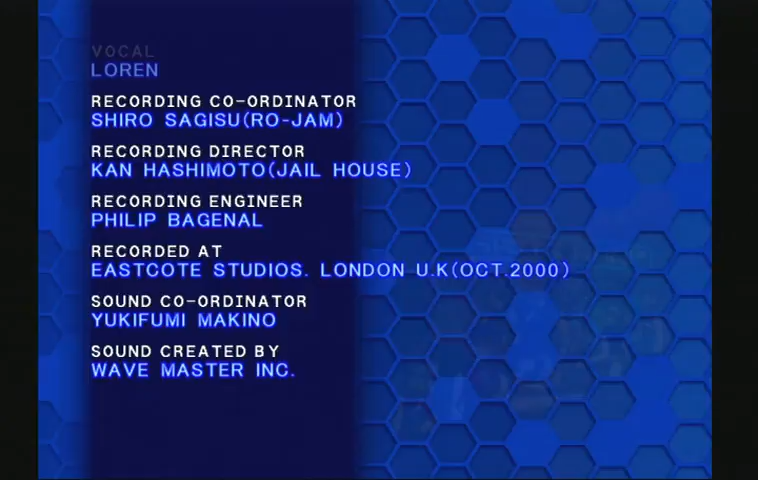 VOCAL
LOREN
RECORDING CO-ORDINATOR
SHIRO SAGISU(RO-JAM)
RECORDING DIRECTOR
KAN HASHIMOTO(JAIL HOUSE)
RECORDING ENGINEER
PHILIP BAGENAL
RECORDED AT
EASTCOTE STUDIOS. LONDON U.K(OCT.2000)
SOUND CO-ORDINATOR
YUKIFUMI MAKINO
SOUND CREATED BY
WAVE MASTER INC.